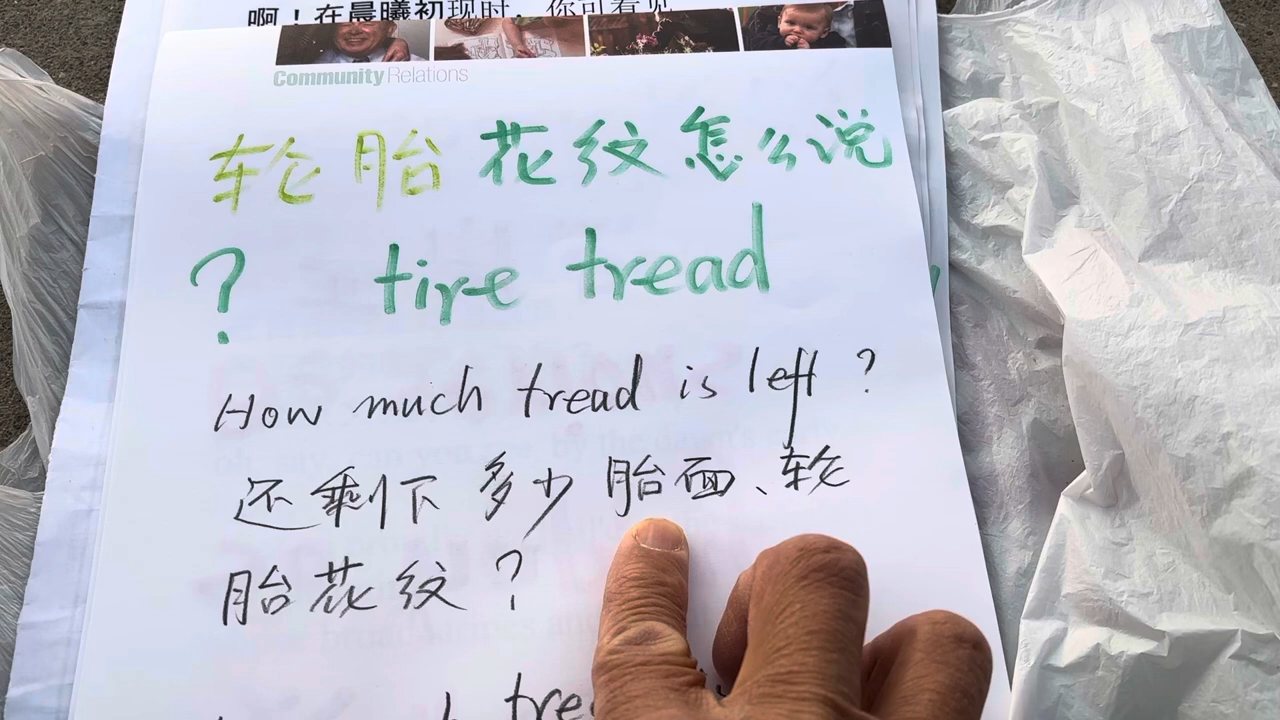 啊！在晨曦初现时，你可看见
Community Relations
轮胎花纹怎么说
? tire tread
How much tread is left ?
还剩下多少胎面、轮
胎花纹？